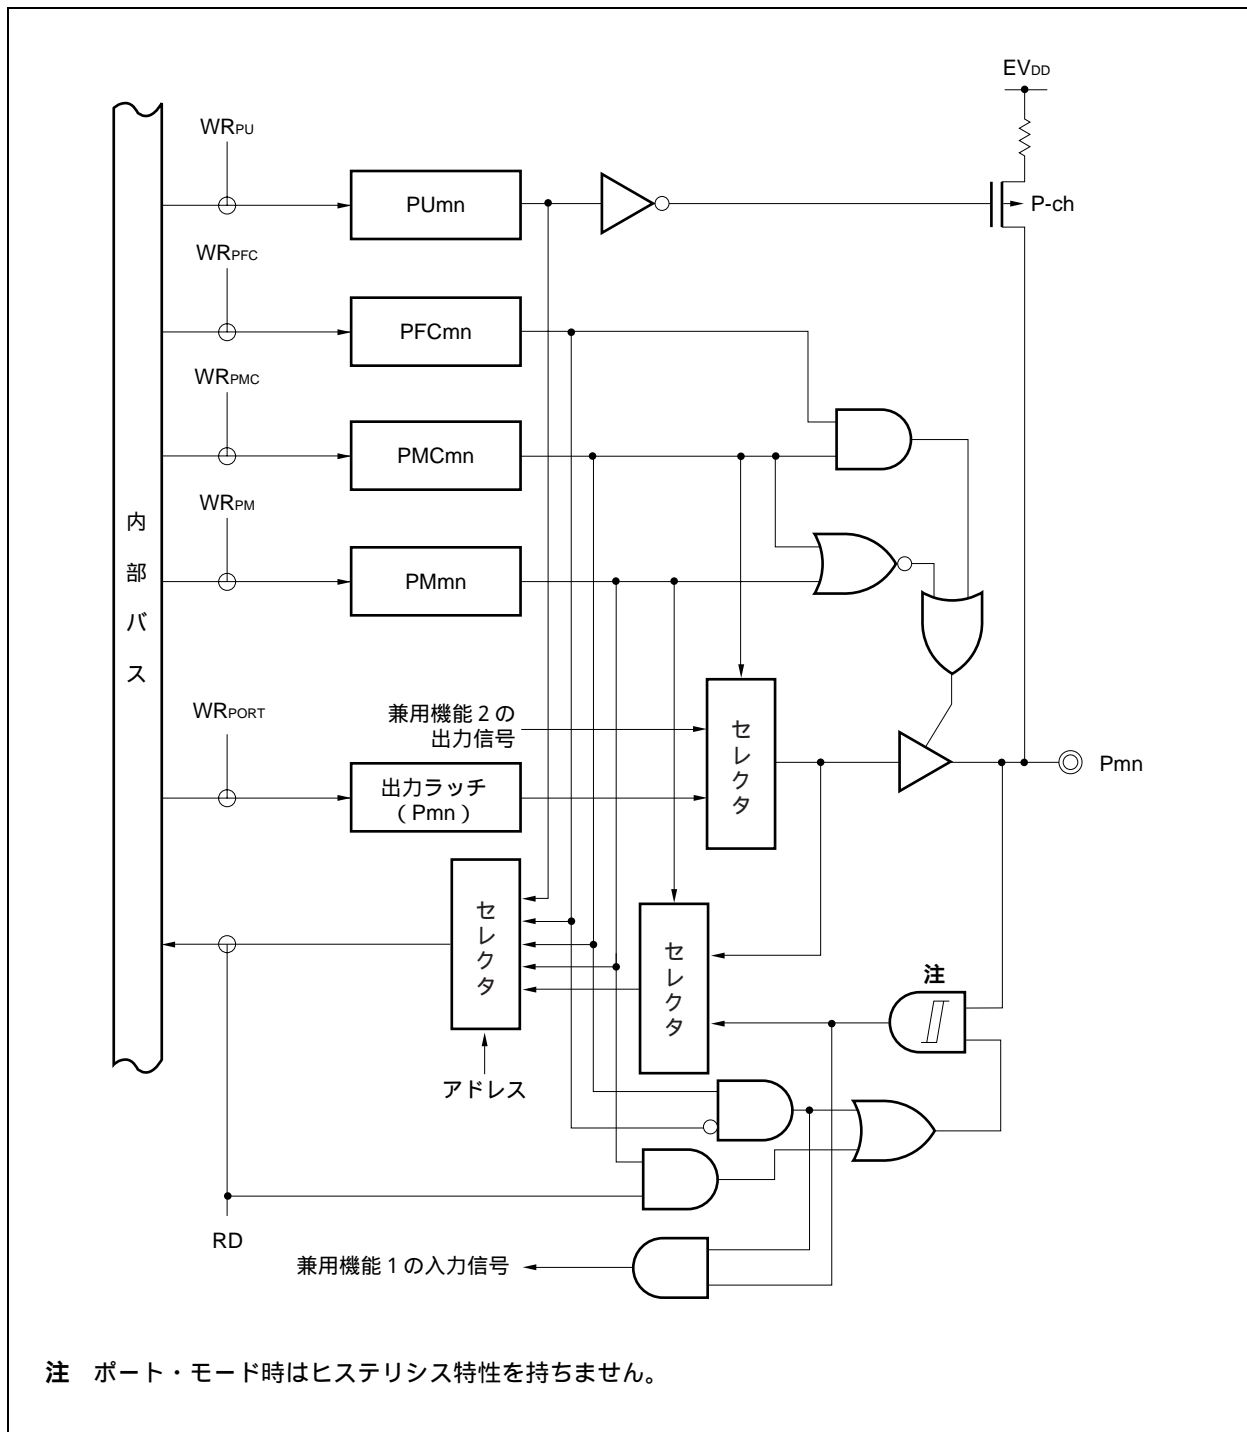 EVDD
WRPU
PUmn
P-ch
WRPFC
PFCmn
WRPMC
PMCmn
WRPM
PMmn
内部バス
WRPORT
兼用機能2の
出力信号
セレクタ
出力ラッチ
（Pmn）
Pmn
セレクタ
セレクタ
注
アドレス
RD
兼用機能1の入力信号
注　ポート・モード時はヒステリシス特性を持ちません。